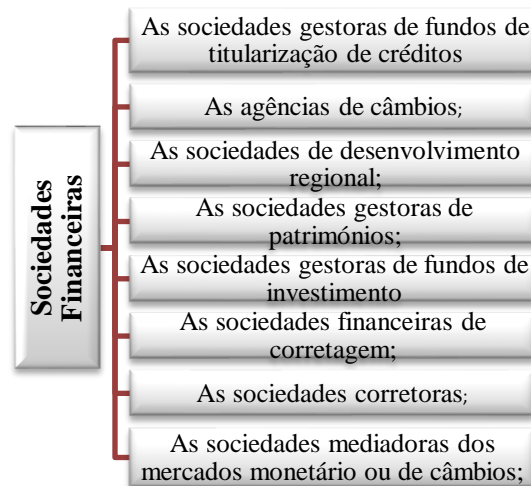 Sociedades
Financeiras
As sociedades gestoras de fundos de
titularização de créditos
As agências de câmbios;
As sociedades de desenvolvimento
regional;
As sociedades gestoras de
patrimónios;
As sociedades gestoras de fundos de
investimento
As sociedades financeiras de
corretagem;
As sociedades corretoras;
As sociedades mediadoras dos
mercados monetário ou de câmbios;